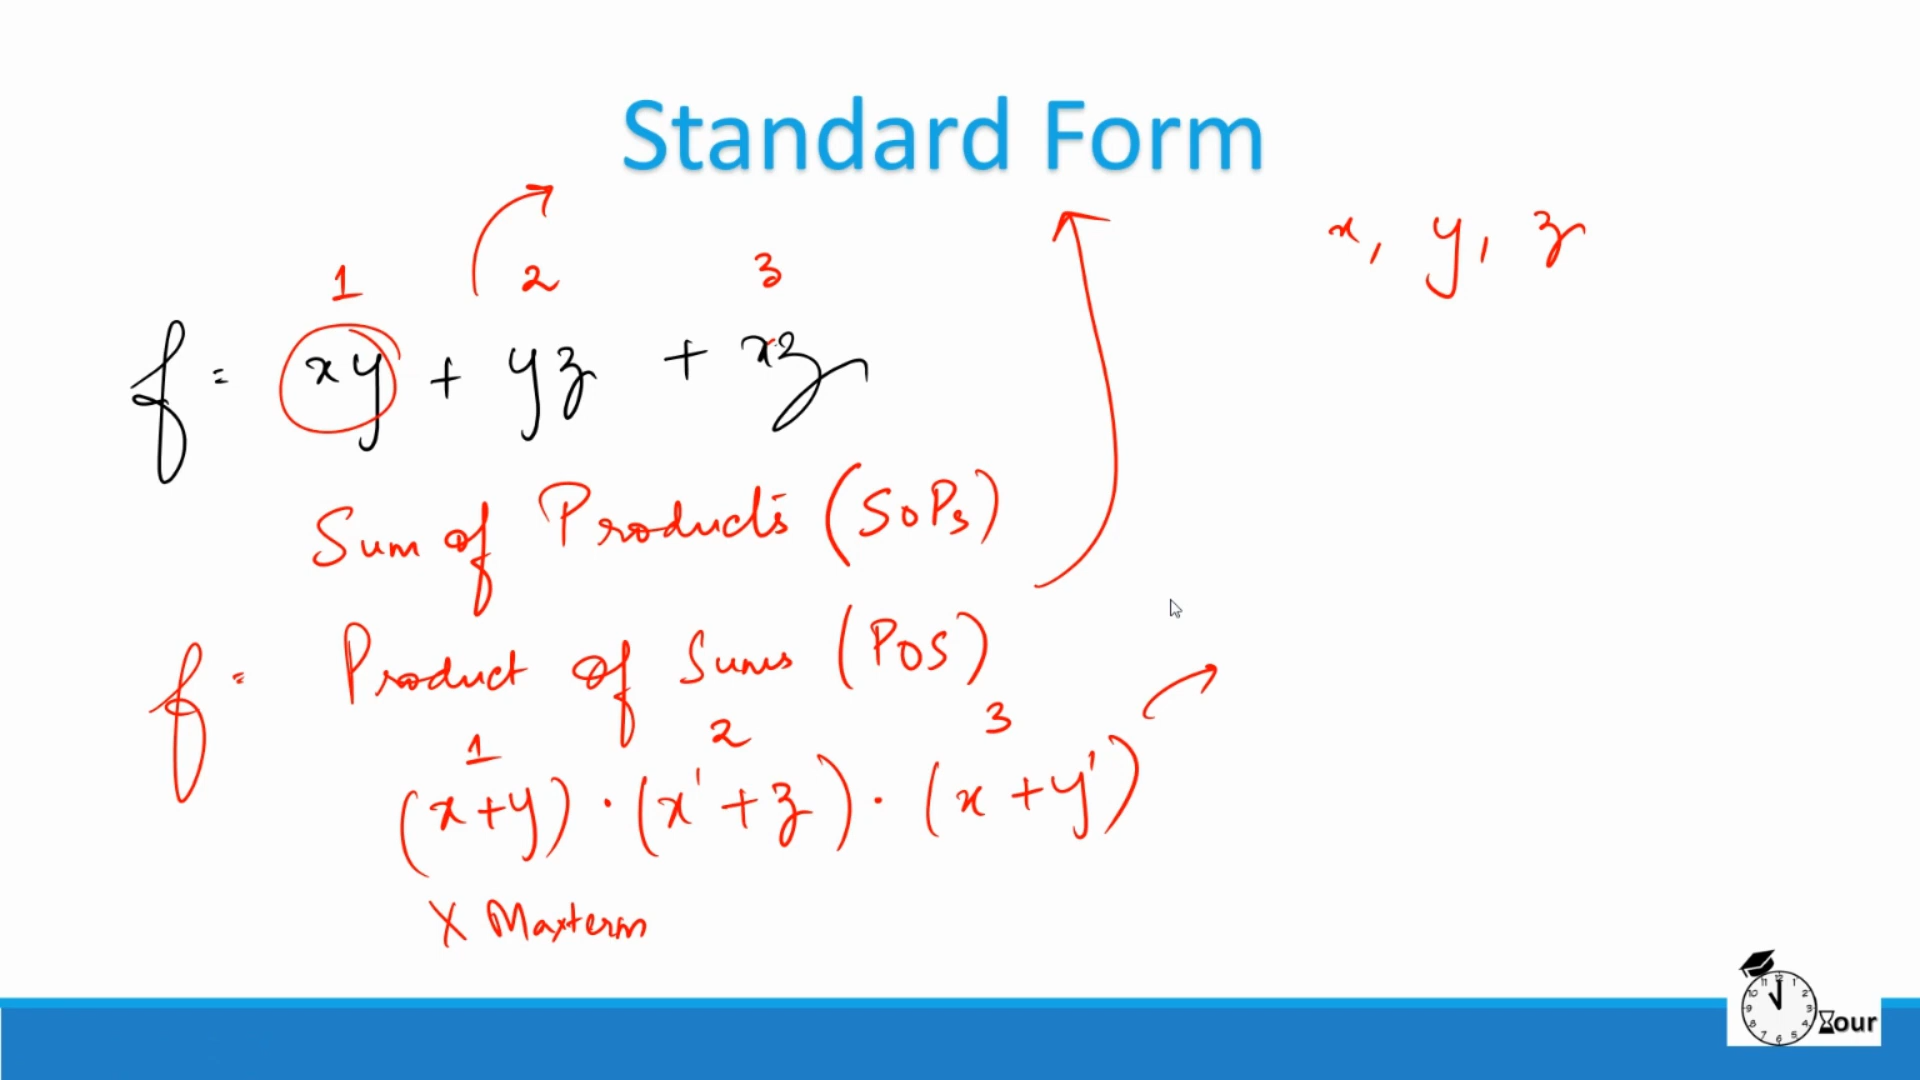 Standard Form
x, y, z
1 2 3
f = xy + yz + xz
Sum of Products (SOPs)
f = Product of Sums (POS)
1 2 3
(x+y) · (x'+z) · (x+y')
X Maxterm
our